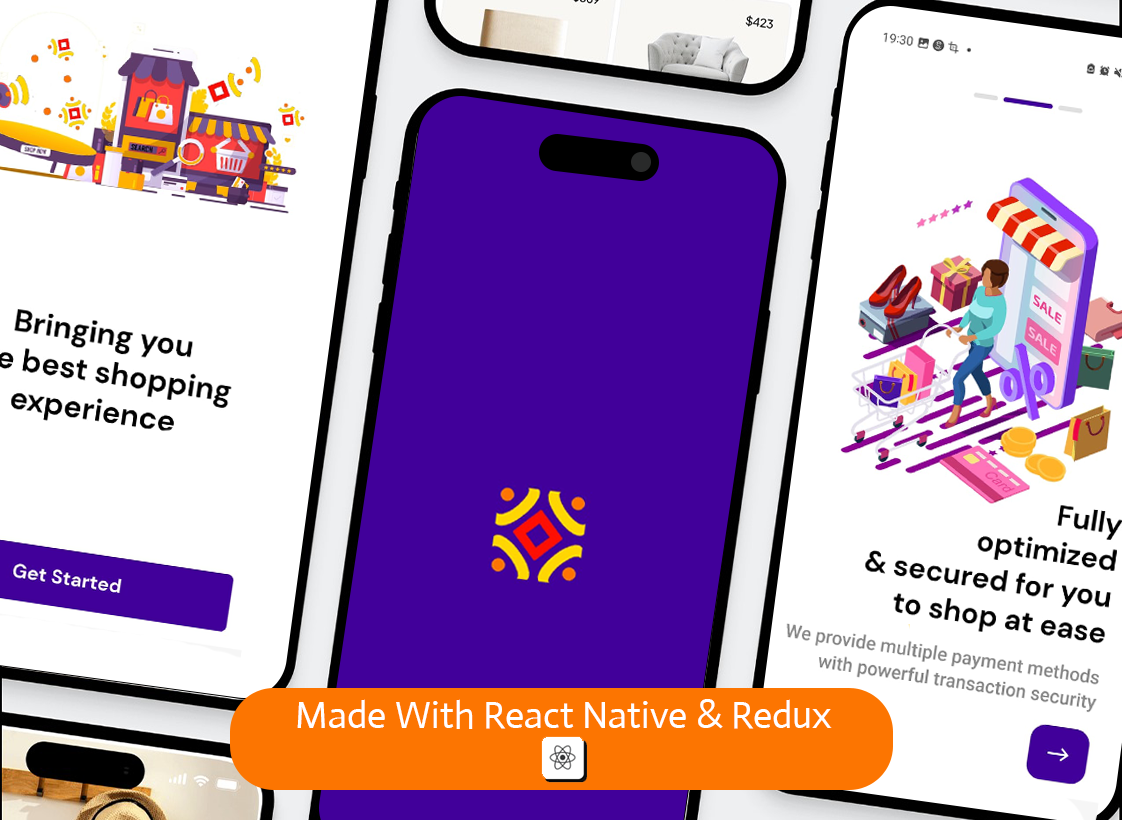 $423
19:30
SHOP NOW
SEARCH
SALE
SALE
Card
Bringing you
e best shopping
experience
Get Started
Fully
optimized
& secured for you
to shop at ease
We provide multiple payment methods
with powerful transaction security
Made With React Native & Redux